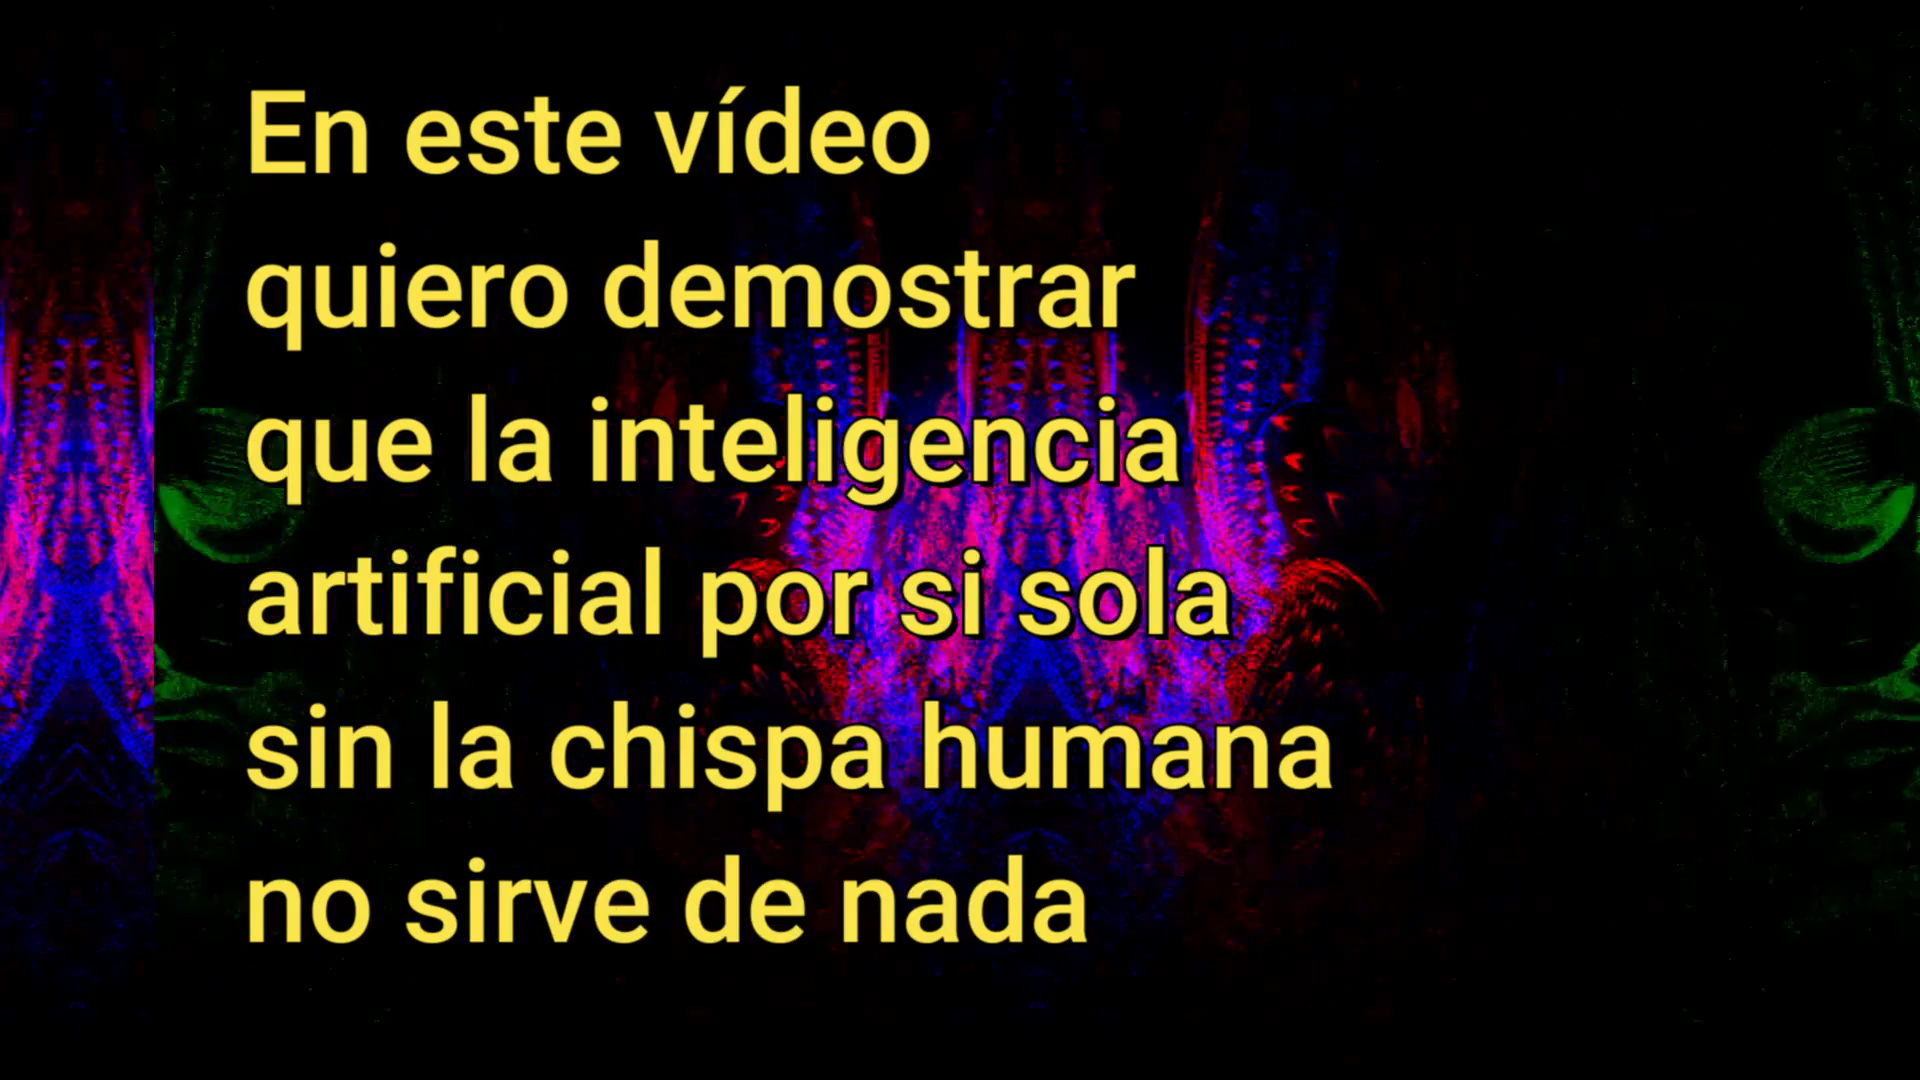 En este vídeo
quiero demostrar
que la inteligencia
artificial por si sola
sin la chispa humana
no sirve de nada